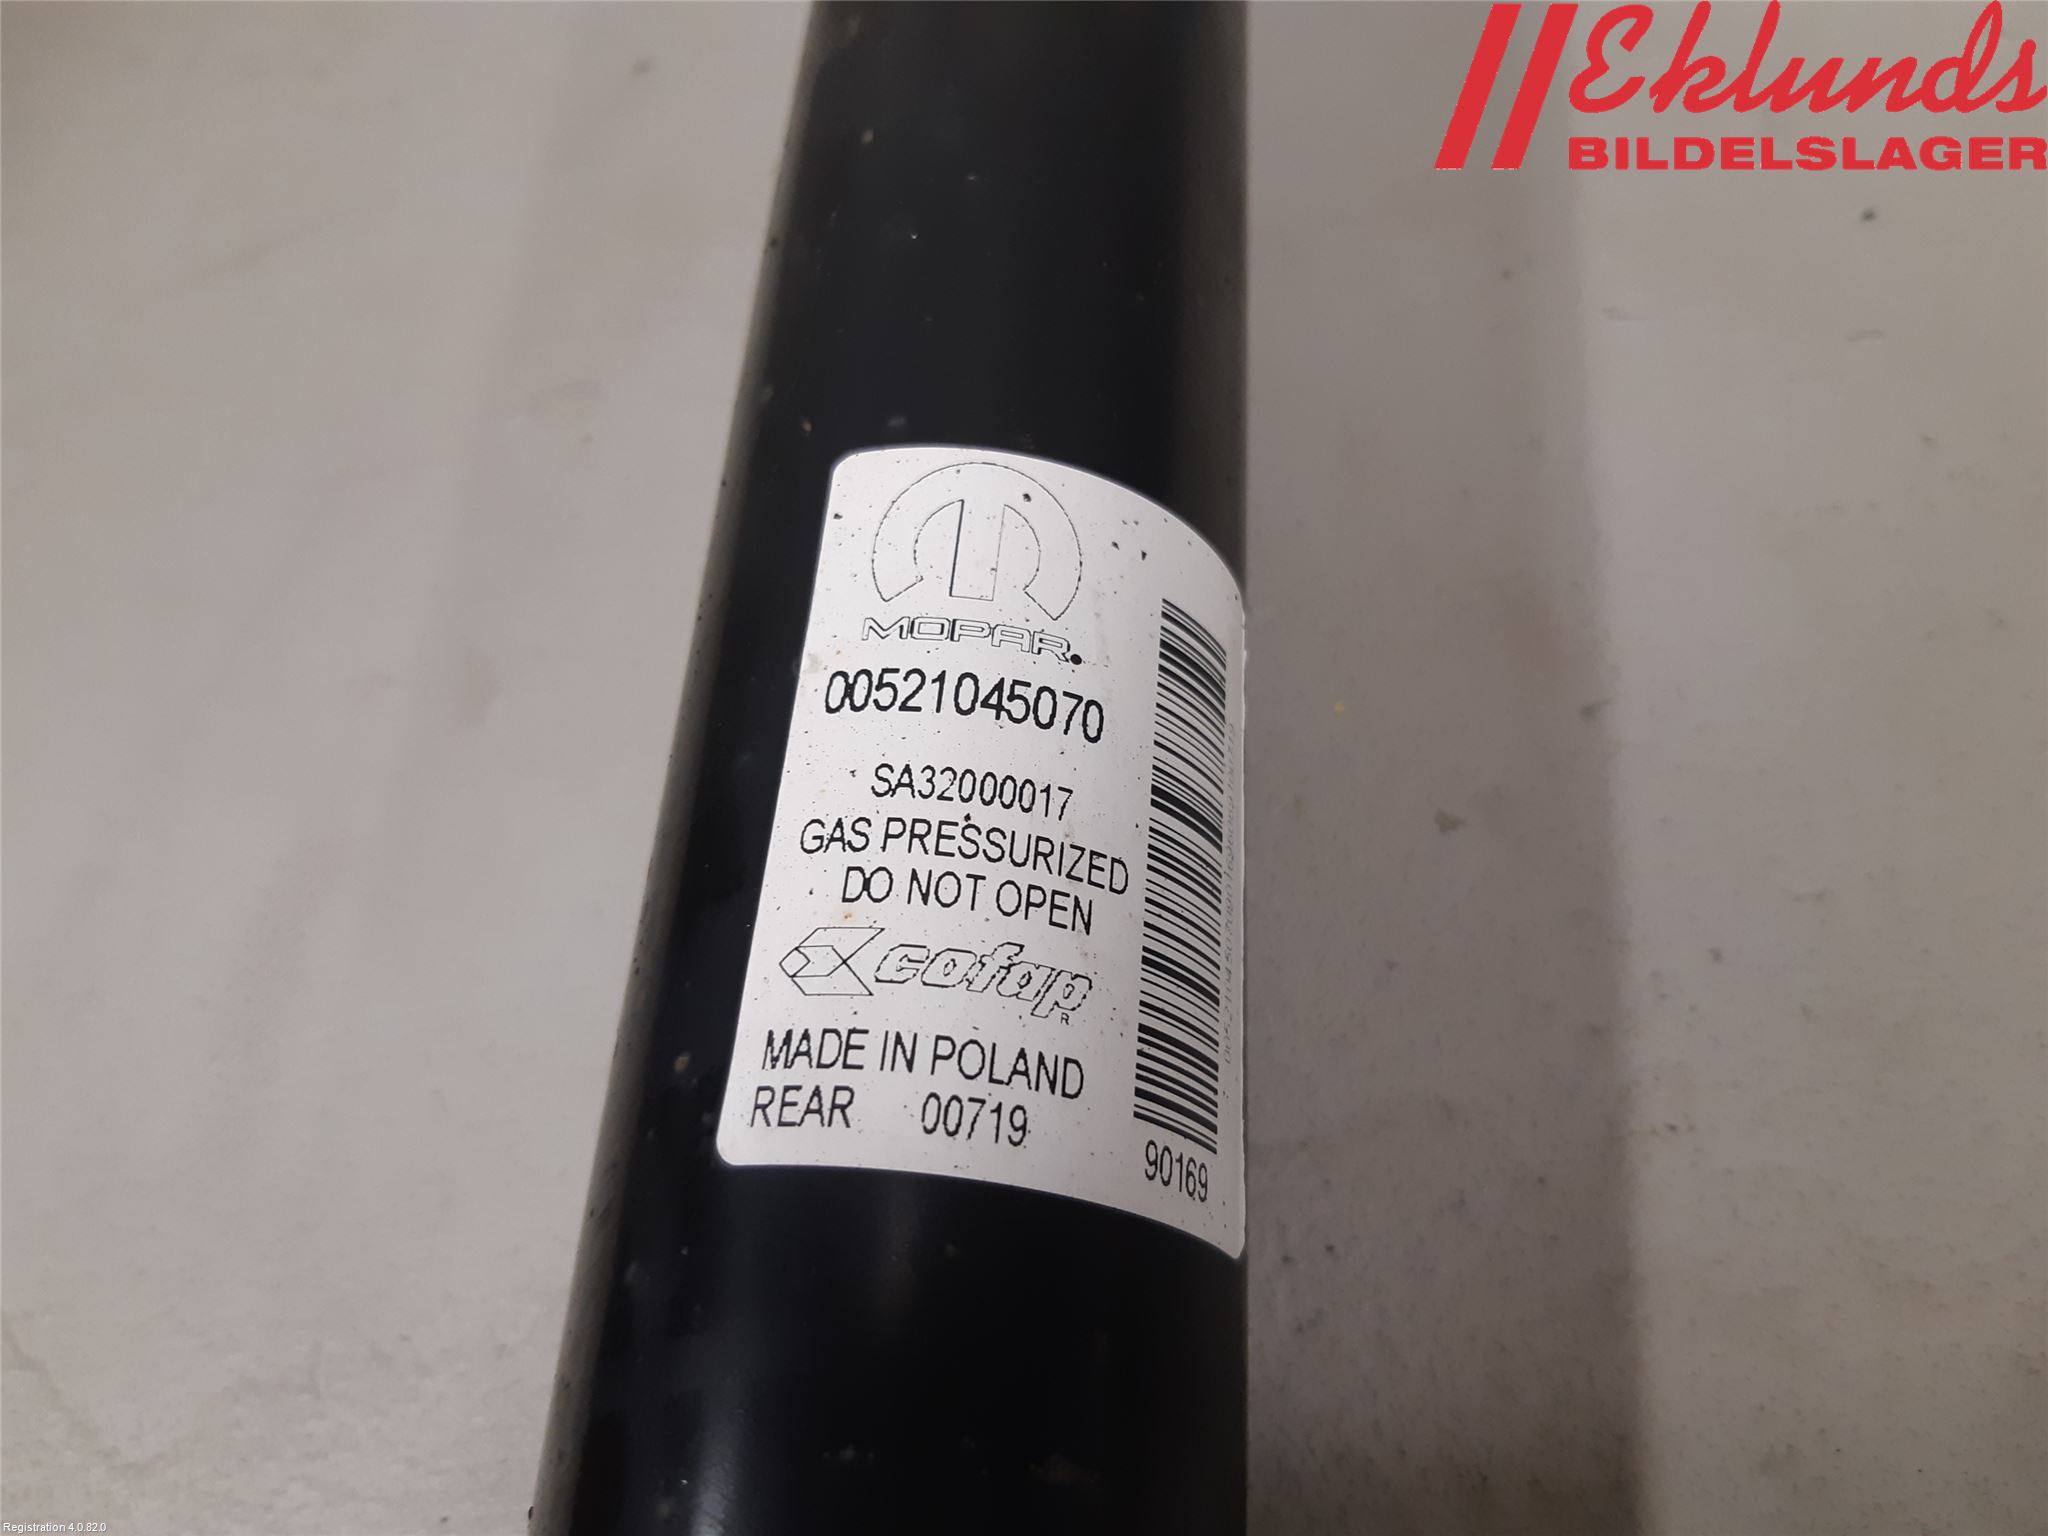 Eklunds
BILDELSLAGER
MOPAR
00521045070
SA32000017
GAS PRESSURIZED
DO NOT OPEN
cofap
R
MADE IN POLAND
REAR 00719
90169
Registration 4.0.82.0